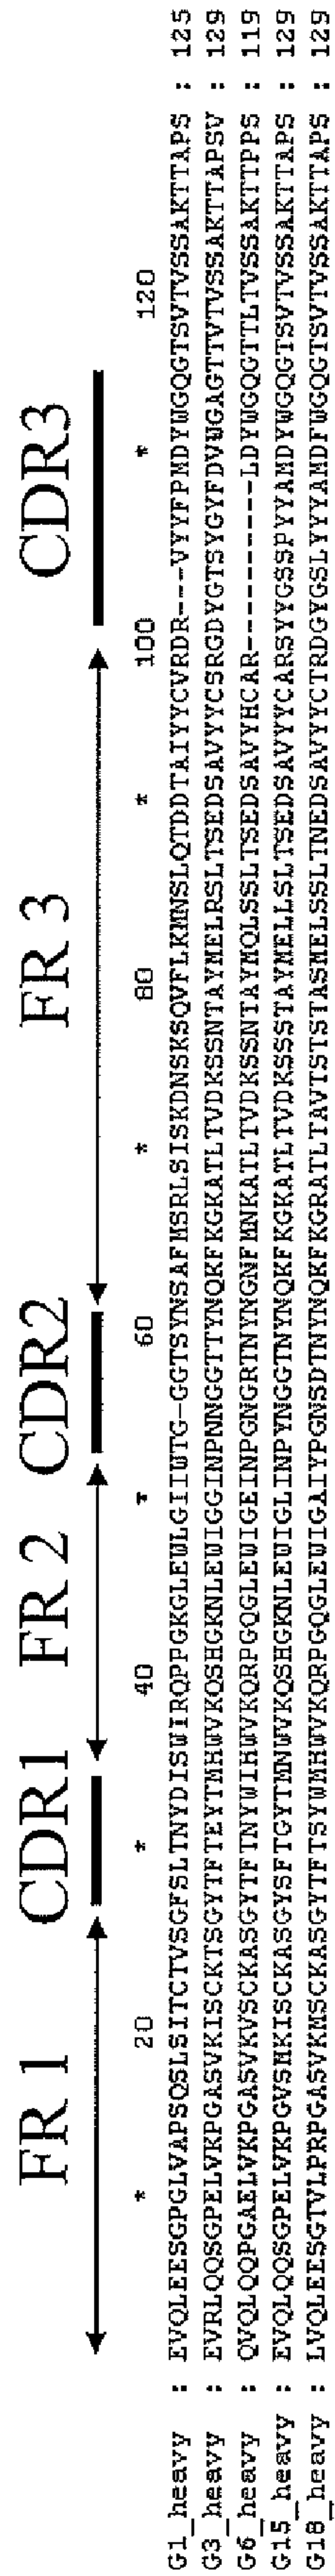 FR 1 CDR1 FR 2 CDR2 FR 3 CDR3
* 20 * 40 * 60 * 80 * 100 * 120
G1_heavy : EVQLEESGPGLVAPSQSLSITCTVSGFSLTNYDISWIRQPPGKGLEWLGIIWTG-GGTSYNSAFMSRLSISKDNSKSQVFLKMNSLQTDDTAIYYCVRDR---VYYFPMDYWGQGTSVTVSSAKTTAPS : 125
G3_heavy : EVRLQQSGPELVKPGASVKISCKTSGYTFTEYTMHWVKQSHGKNLEWIGGINPNNGGTTYNQKFKGKATLTVDKSSNTAYMELRSLTSEDSAVYYCSRGDYGTSYGYFDVWGAGTTVTVSSAKTTAPSV : 129
G6_heavy : QVQLQQPGAELVKPGASVKVSCKASGYTFTNYWIHWVKQRPGQGLEWIGEINPGNGRTNYNGNFMNKATLTVDKSSNTAYMQLSSLTSEDSAVYHCAR----------LDYWGQGTTLTVSSAKTTPPS : 119
G15_heavy : EVQLQQSGPELVKPGVSMKISCKASGYSFTGYTMNWVKQSHGKNLEWIGLINPYNGGTNYNQKFKGKATLTVDKSSSTAYMELLSLTSEDSAVYYCARSYYGSSPYYAMDYWGQGTSVTVSSAKTTAPS : 129
G18_heavy : LVQLEESGTVLPRPGASVKMSCKASGYTFTSYWMHWVKQRPGQGLEWIGAIYPGNSDTNYNQKFKGRATLTAVTSTSTASMELSSLTNEDSAVYYCTRDGYGSLYYYAMDFWGQGTSVTVSSAKTTAPS : 129